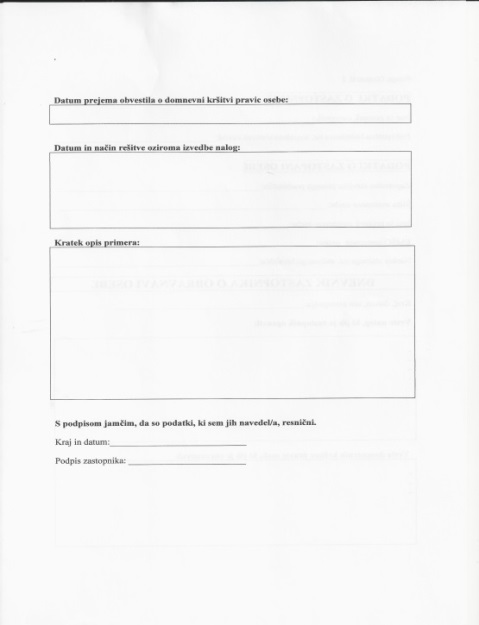 Datum prejema obvestila o domnevni kršitvi pravic osebe:
Datum in način rešitve oziroma izvedbe nalog:
Kratek opis primera:
S podpisom jamčim, da so podatki, ki sem jih navedel/a, resnični.
Kraj in datum:
Podpis zastopnika: